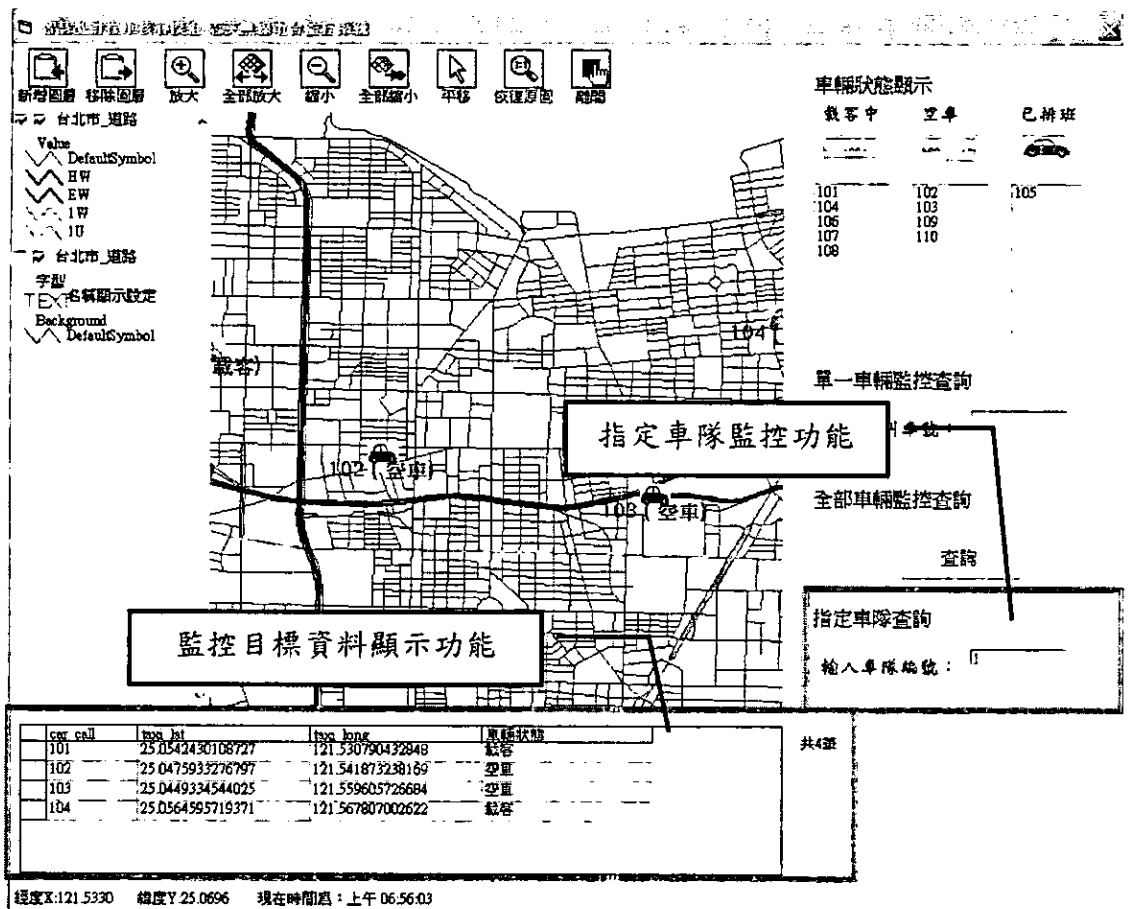 新增圖層 移除圖層 放大 全部放大 縮小 全部縮小 平移 恢復原圖 離開
台北市_道路
Value
DefaultSymbol
HW
EW
1W
1U
台北市_道路
字型
TEXT名稱顯示設定
Background
DefaultSymbol
載客)
104
102 (空車)
103 (空車)
車輛狀態顯示
載客中 空車 已排班
101 102 105
104 103
106 109
107 110
108
單一車輛監控查詢
車號：
指定車隊監控功能
全部車輛監控查詢
查詢
指定車隊查詢
輸入車隊編號： 1
監控目標資料顯示功能
car_call taxi_lat taxi_long 車輛狀態
101 25.0542430108727 121.530790432848 載客
102 25.0475933276797 121.541873238169 空車
103 25.0449334544025 121.559605726684 空車
104 25.0564595719371 121.567807002622 載客
共4筆
經度X:121.5330 緯度Y:25.0696 現在時間為：上午 06:56:03